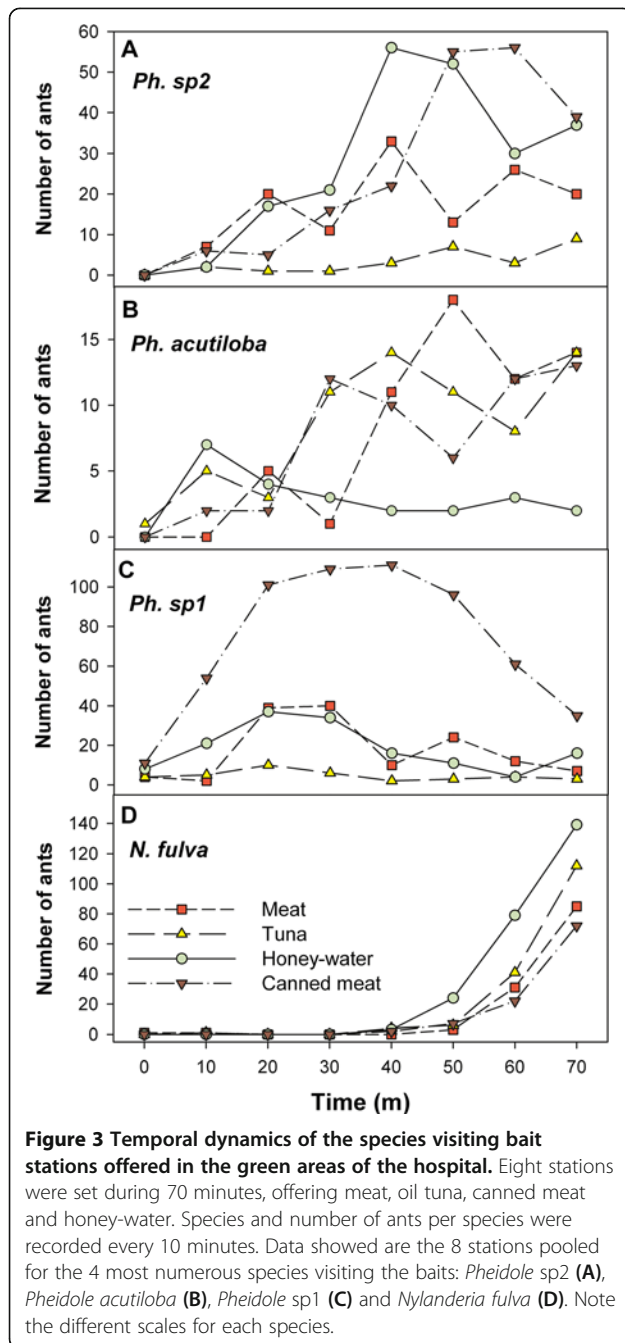 A
Ph. sp2
Number of ants
60
50
40
30
20
10
0
B
Ph. acutiloba
Number of ants
15
10
5
0
C
Ph. sp1
Number of ants
100
80
60
40
20
0
D
N. fulva
Number of ants
140
120
100
80
60
40
20
0
Meat
Tuna
Honey-water
Canned meat
0 10 20 30 40 50 60 70
Time (m)
Figure 3 Temporal dynamics of the species visiting bait
stations offered in the green areas of the hospital. Eight stations
were set during 70 minutes, offering meat, oil tuna, canned meat
and honey-water. Species and number of ants per species were
recorded every 10 minutes. Data showed are the 8 stations pooled
for the 4 most numerous species visiting the baits: Pheidole sp2 (A),
Pheidole acutiloba (B), Pheidole sp1 (C) and Nylanderia fulva (D). Note
the different scales for each species.